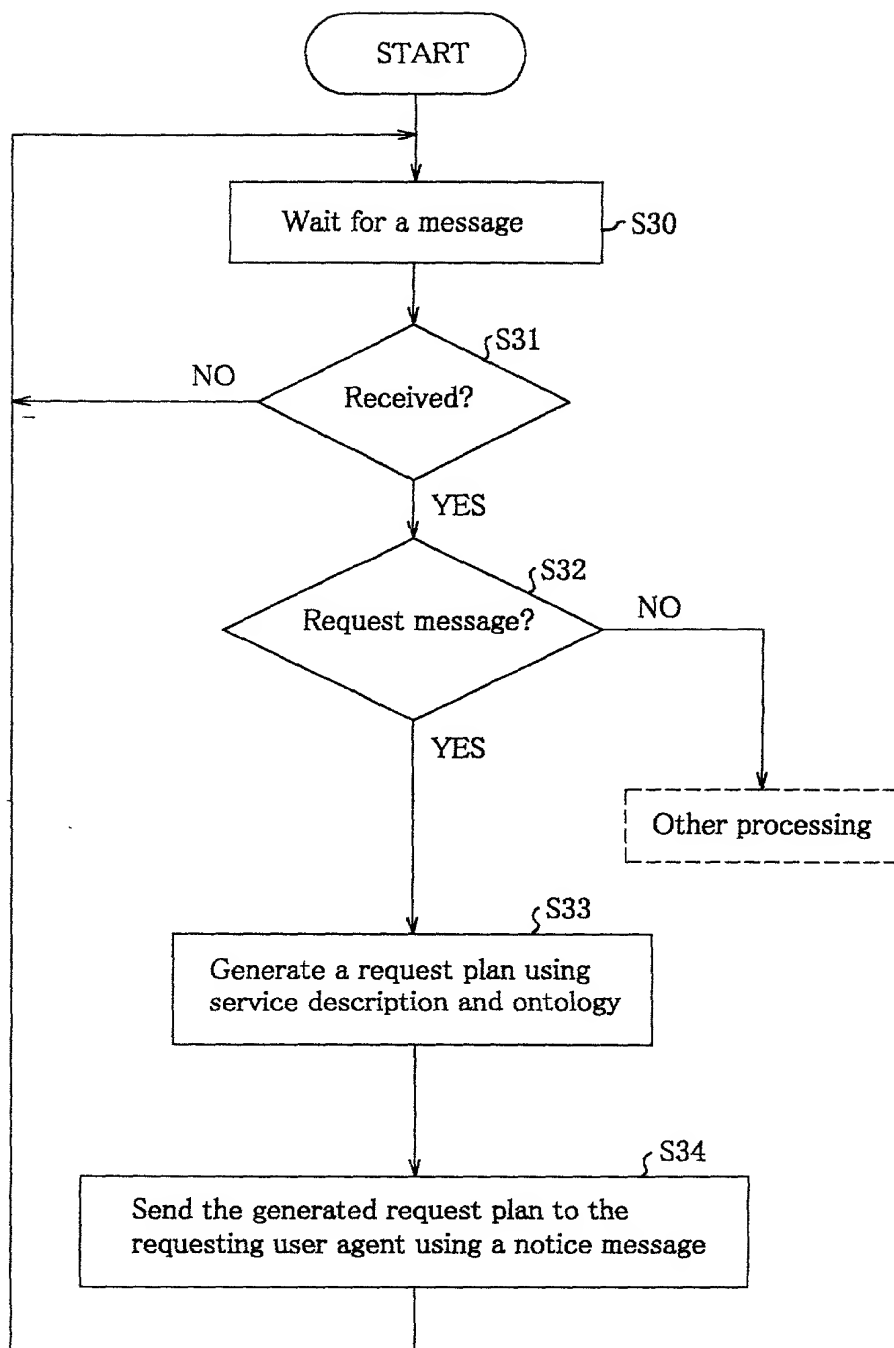 START
Wait for a message
S30
S31
NO
Received?
YES
S32
Request message?
NO
YES
Other processing
S33
Generate a request plan using
service description and ontology
S34
Send the generated request plan to the
requesting user agent using a notice message